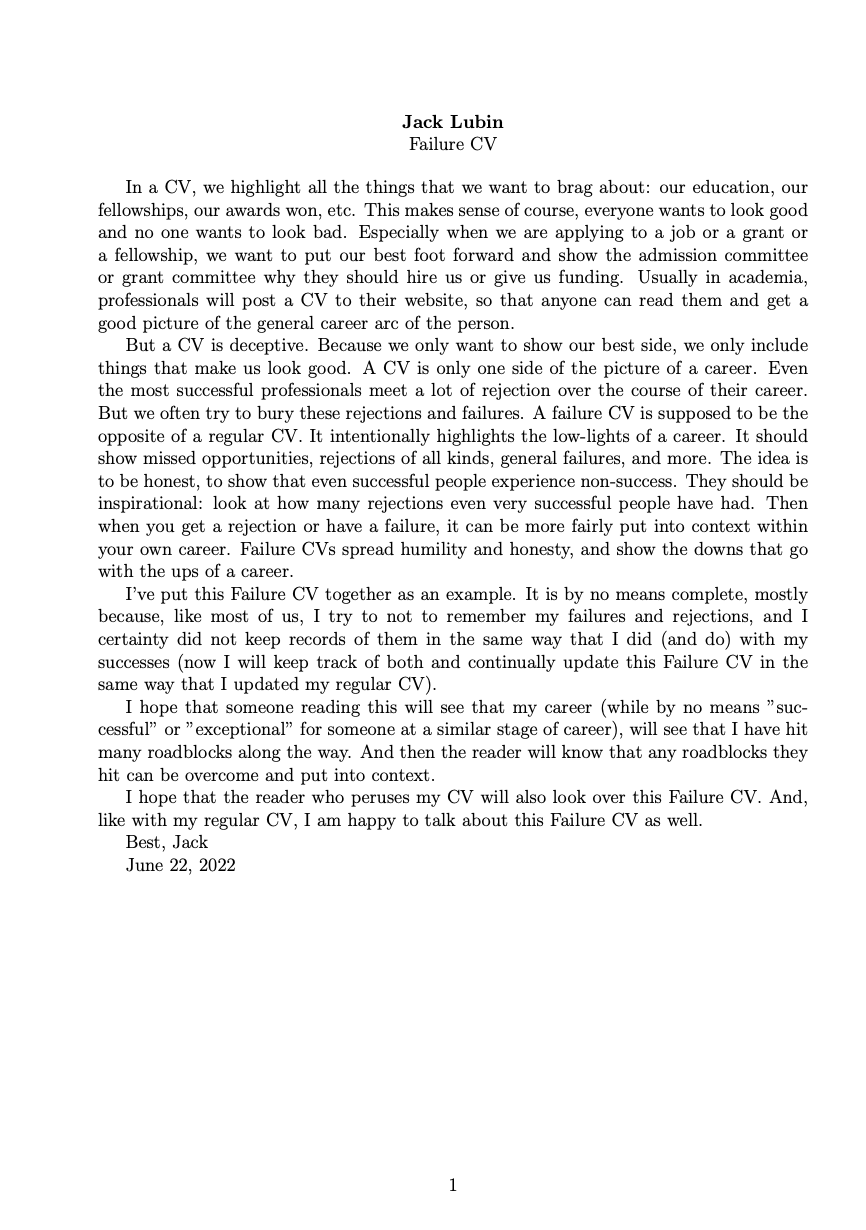 Jack Lubin
Failure CV
In a CV, we highlight all the things that we want to brag about: our education, our
fellowships, our awards won, etc. This makes sense of course, everyone wants to look good
and no one wants to look bad. Especially when we are applying to a job or a grant or
a fellowship, we want to put our best foot forward and show the admission committee
or grant committee why they should hire us or give us funding. Usually in academia,
professionals will post a CV to their website, so that anyone can read them and get a
good picture of the general career arc of the person.
But a CV is deceptive. Because we only want to show our best side, we only include
things that make us look good. A CV is only one side of the picture of a career. Even
the most successful professionals meet a lot of rejection over the course of their career.
But we often try to bury these rejections and failures. A failure CV is supposed to be the
opposite of a regular CV. It intentionally highlights the low-lights of a career. It should
show missed opportunities, rejections of all kinds, general failures, and more. The idea is
to be honest, to show that even successful people experience non-success. They should be
inspirational: look at how many rejections even very successful people have had. Then
when you get a rejection or have a failure, it can be more fairly put into context within
your own career. Failure CVs spread humility and honesty, and show the downs that go
with the ups of a career.
I've put this Failure CV together as an example. It is by no means complete, mostly
because, like most of us, I try to not to remember my failures and rejections, and I
certainty did not keep records of them in the same way that I did (and do) with my
successes (now I will keep track of both and continually update this Failure CV in the
same way that I updated my regular CV).
I hope that someone reading this will see that my career (while by no means ”suc-
cessful” or ”exceptional” for someone at a similar stage of career), will see that I have hit
many roadblocks along the way. And then the reader will know that any roadblocks they
hit can be overcome and put into context.
I hope that the reader who peruses my CV will also look over this Failure CV. And,
like with my regular CV, I am happy to talk about this Failure CV as well.
Best, Jack
June 22, 2022
1